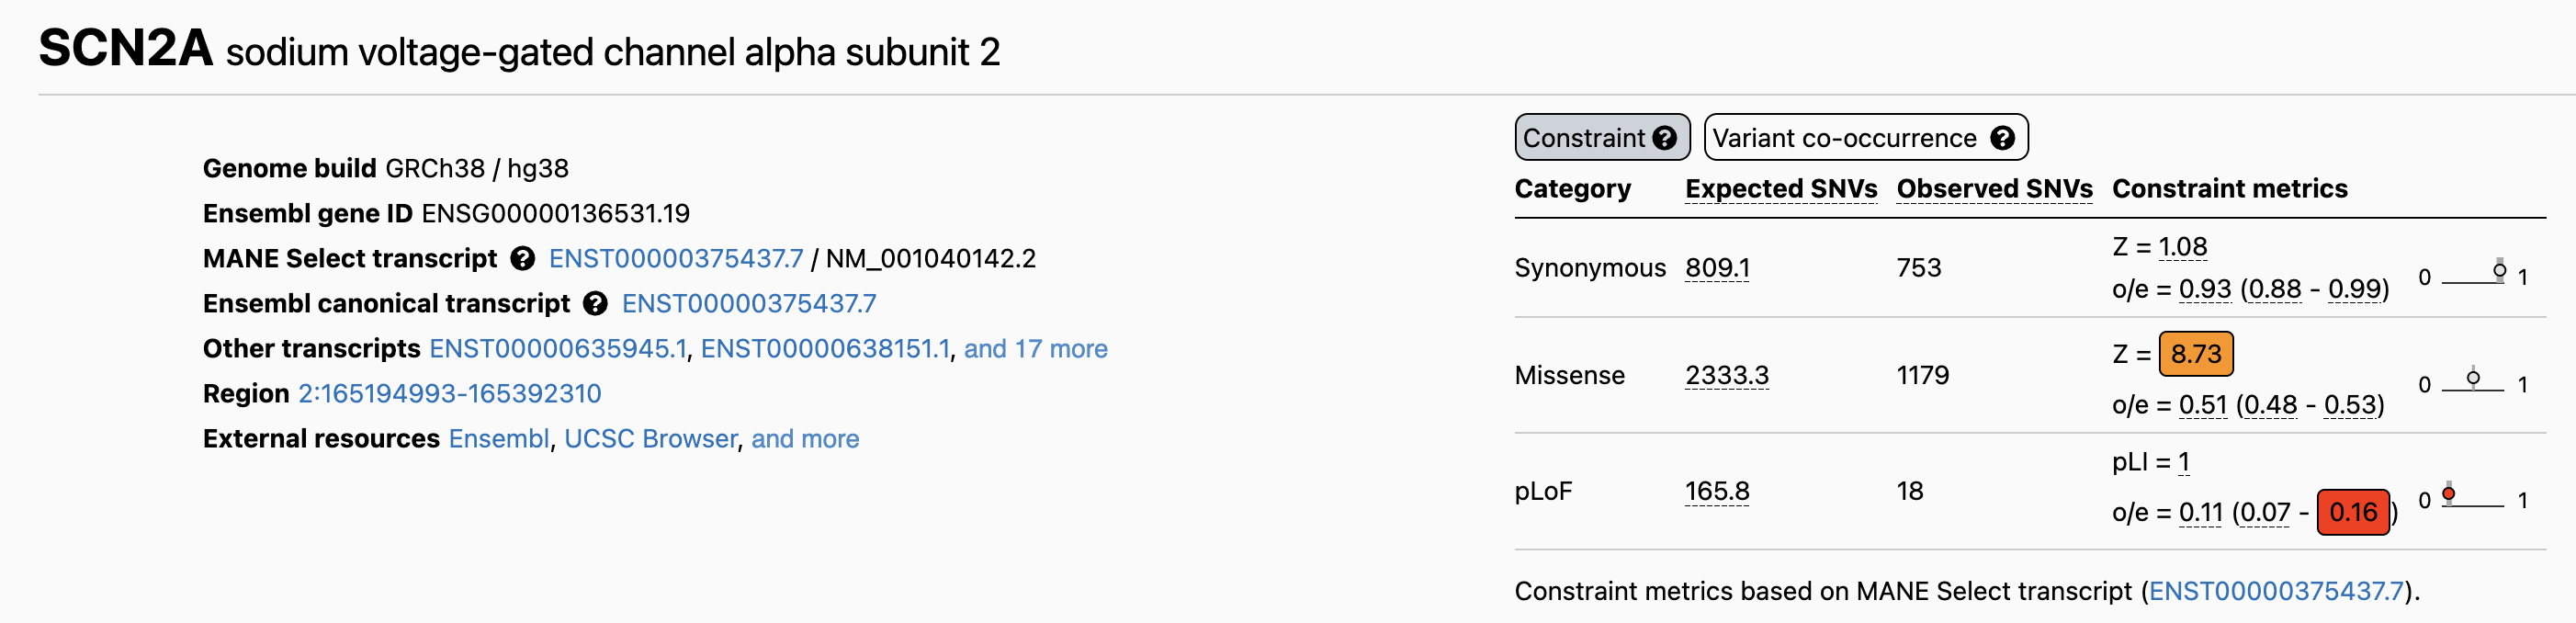 SCN2A sodium voltage-gated channel alpha subunit 2
Genome build GRCh38 / hg38
Ensembl gene ID ENSG00000136531.19
MANE Select transcript ? ENST00000375437.7 / NM_001040142.2
Ensembl canonical transcript ? ENST00000375437.7
Other transcripts ENST00000635945.1, ENST00000638151.1, and 17 more
Region 2:165194993-165392310
External resources Ensembl, UCSC Browser, and more
Constraint ? Variant co-occurrence ?
Category Expected SNVs Observed SNVs Constraint metrics
Synonymous 809.1 753 Z = 1.08
o/e = 0.93 (0.88 - 0.99) 0 1
Missense 2333.3 1179 Z = 8.73
o/e = 0.51 (0.48 - 0.53) 0 1
pLoF 165.8 18 pLI = 1
o/e = 0.11 (0.07 - 0.16) 0 1
Constraint metrics based on MANE Select transcript (ENST00000375437.7).